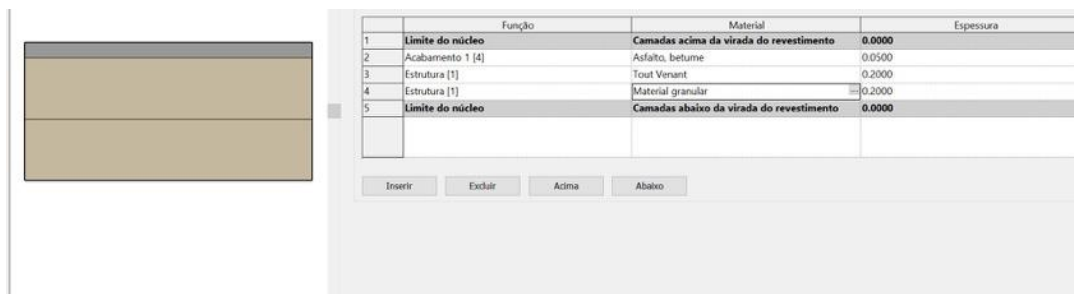 Função Material Espessura
1 Limite do núcleo Camadas acima da virada do revestimento 0.0000
2 Acabamento 1 [4] Asfalto, betume 0.0500
3 Estrutura [1] Tout Venant 0.2000
4 Estrutura [1] Material granular ... 0.2000
5 Limite do núcleo Camadas abaixo da virada do revestimento 0.0000
Inserir Excluir Acima Abaixo